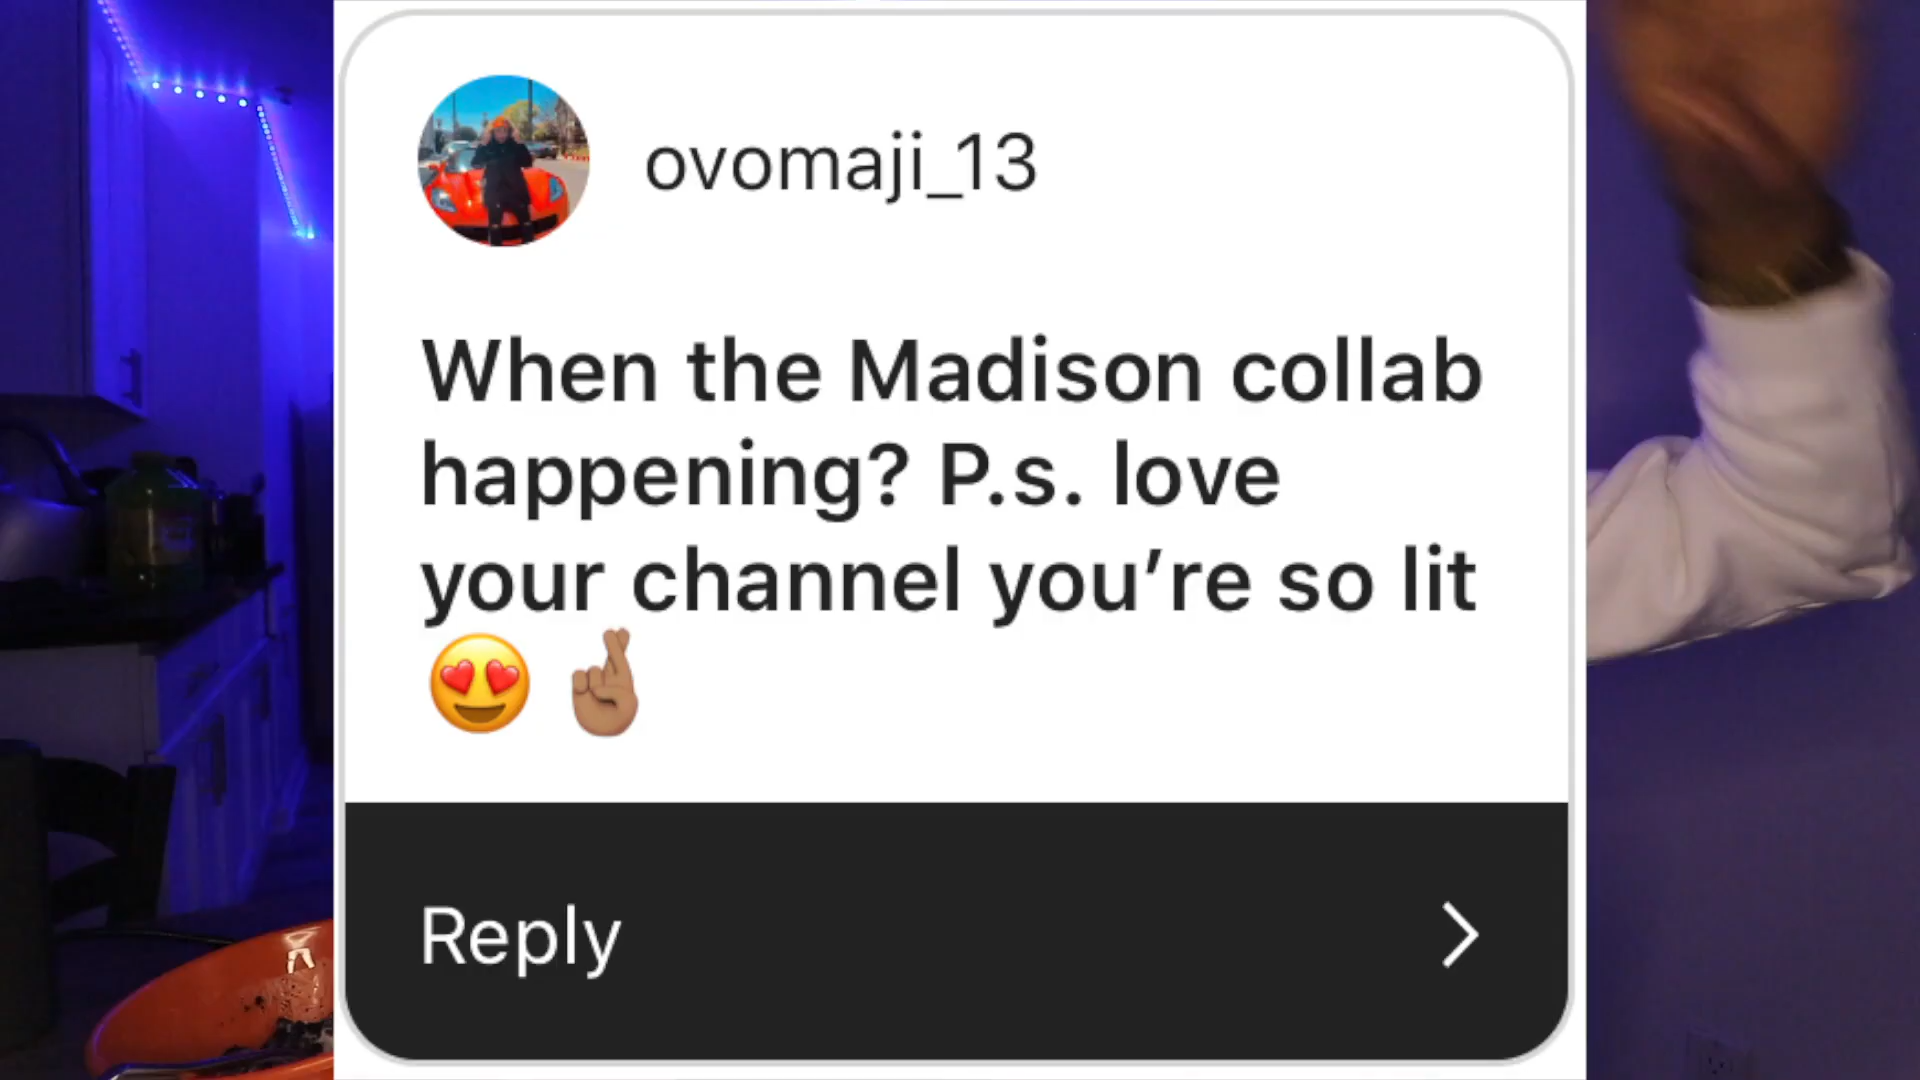 ovomaji_13
When the Madison collab
happening? P.s. love
your channel you’re so lit
😍 🤞🏽
Reply